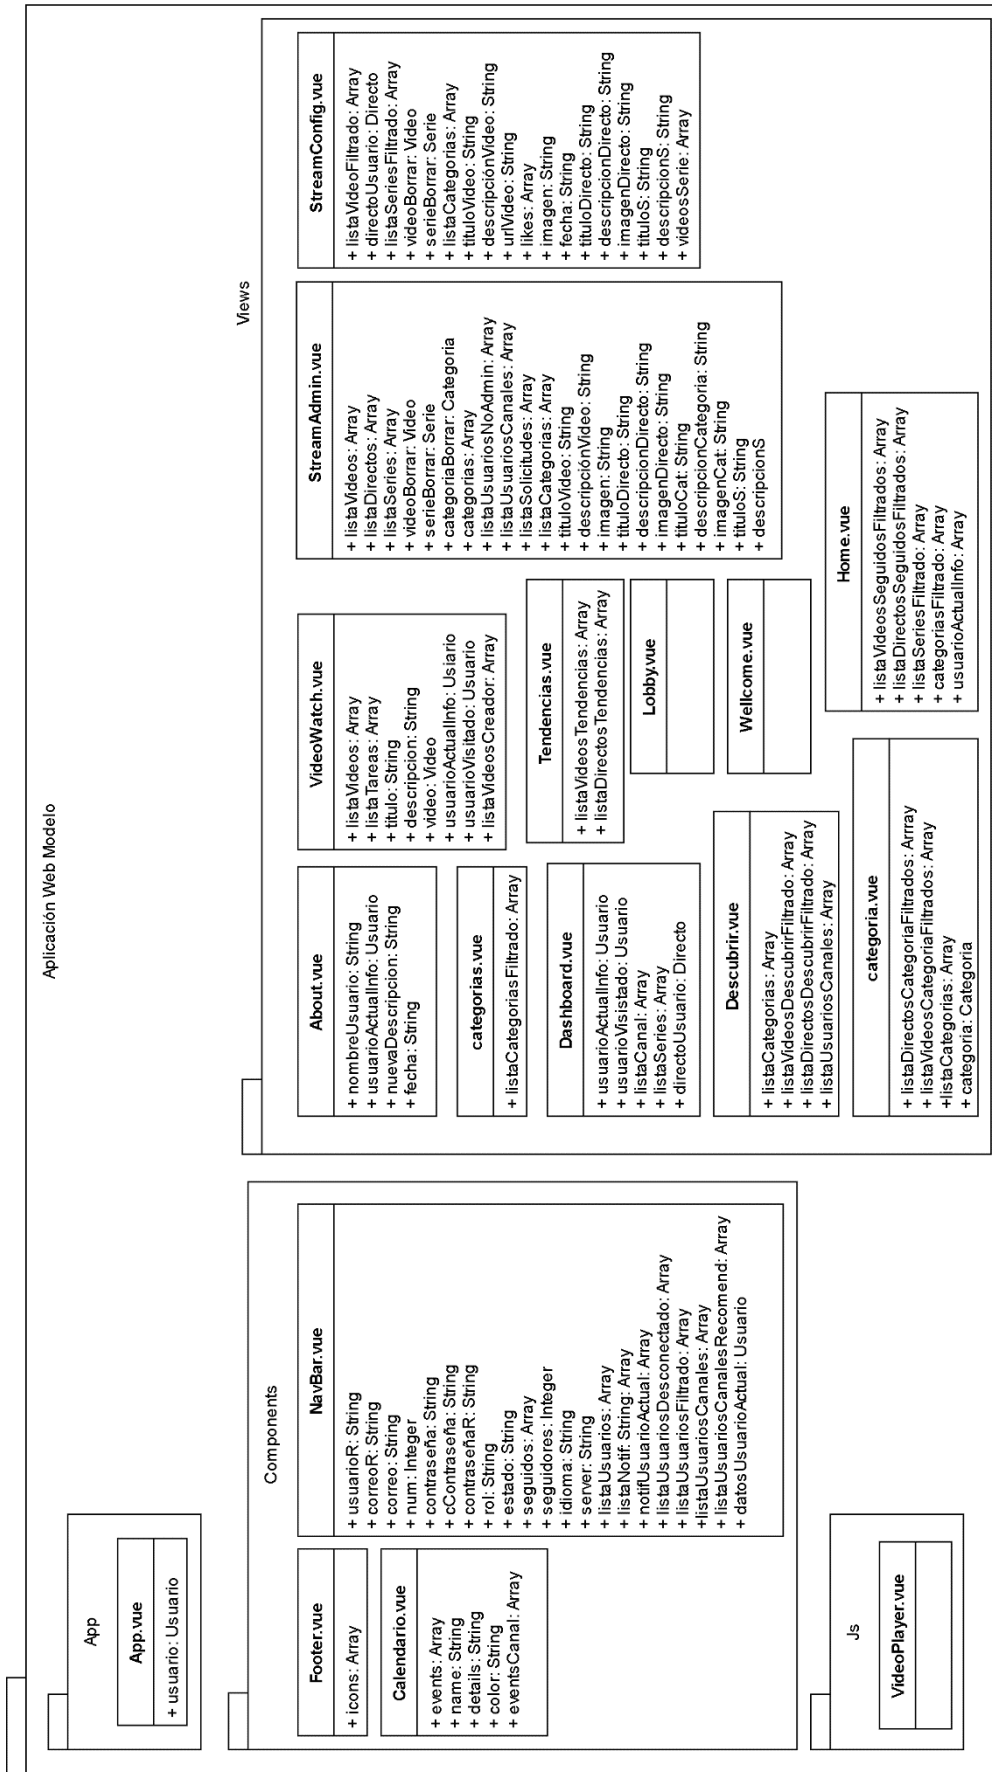 Aplicación Web Modelo
App
App.vue
+ usuario: Usuario
Components
Footer.vue
+ icons: Array
Calendario.vue
+ events: Array
+ name: String
+ details: String
+ color: String
+ eventsCanal: Array
NavBar.vue
+ usuarioR: String
+ correoR: String
+ correo: String
+ num: Integer
+ contraseña: String
+ cContraseña: String
+ contraseñaR: String
+ rol: String
+ estado: String
+ seguidos: Array
+ seguidores: Integer
+ idioma: String
+ server: String
+ listaUsuarios: Array
+ listaNotif: String: Array
+ notifUsuarioActual: Array
+ listaUsuariosDesconectado: Array
+ listaUsuariosFiltrado: Array
+listaUsuariosCanales: Array
+ listaUsuariosCanalesRecomend: Array
+ datosUsuarioActual: Usuario
Js
VideoPlayer.vue
Views
About.vue
+ nombreUsuario: String
+ usuarioActualInfo: Usuario
+ nuevaDescripcion: String
+ fecha: String
VideoWatch.vue
+ listaVideos: Array
+ listaTareas: Array
+ titulo: String
+ descripcion: String
+ video: Video
+ usuarioActualInfo: Usiario
+ usuarioVisitado: Usuario
+ listaVideosCreador: Array
StreamAdmin.vue
+ listaVideos: Array
+ listaDirectos: Array
+ listaSeries: Array
+ videoBorrar: Video
+ serieBorrar: Serie
+ categoriaBorrar: Categoria
+ categorias: Array
+ listaUsuariosNoAdmin: Array
+ listaUsuariosCanales: Array
+ listaSolicitudes: Array
+ listaCategorias: Array
+ tituloVideo: String
+ descripciónVideo: String
+ imagen: String
+ tituloDirecto: String
+ descripcionDirecto: String
+ imagenDirecto: String
+ tituloCat: String
+ descripcionCategoria: String
+ imagenCat: String
+ tituloS: String
+ descripcionS
StreamConfig.vue
+ listaVideoFiltrado: Array
+ directoUsuario: Directo
+ listaSeriesFiltrado: Array
+ videoBorrar: Video
+ serieBorrar: Serie
+ listaCategorias: Array
+ tituloVideo: String
+ descripciónVideo: String
+ urlVideo: String
+ likes: Array
+ imagen: String
+ fecha: String
+ tituloDirecto: String
+ descripcionDirecto: String
+ imagenDirecto: String
+ tituloS: String
+ descripcionS: String
+ videosSerie: Array
categorias.vue
+ listaCategoriasFiltrado: Array
Tendencias.vue
+ listaVideosTendencias: Array
+ listaDirectosTendencias: Array
Dashboard.vue
+ usuarioActualInfo: Usuario
+ usuarioVisistado: Usuario
+ listaCanal: Array
+ listaSeries: Array
+ directoUsuario: Directo
Lobby.vue
Wellcome.vue
Descubrir.vue
+ listaCategorias: Array
+ listaVideosDescubrirFiltrado: Array
+ listaDirectosDescubrirFiltrado: Array
+ listaUsuariosCanales: Array
Home.vue
+ listaVideosSeguidosFiltrados: Array
+ listaDirectosSeguidosFiltrados: Array
+ listaSeriesFiltrado: Array
+ categoriasFiltrado: Array
+ usuarioActualInfo: Array
categoria.vue
+ listaDirectosCategoriaFiltrados: Array
+ listaVideosCategoriaFiltrados: Array
+listaCategorias: Array
+ categoria: Categoria